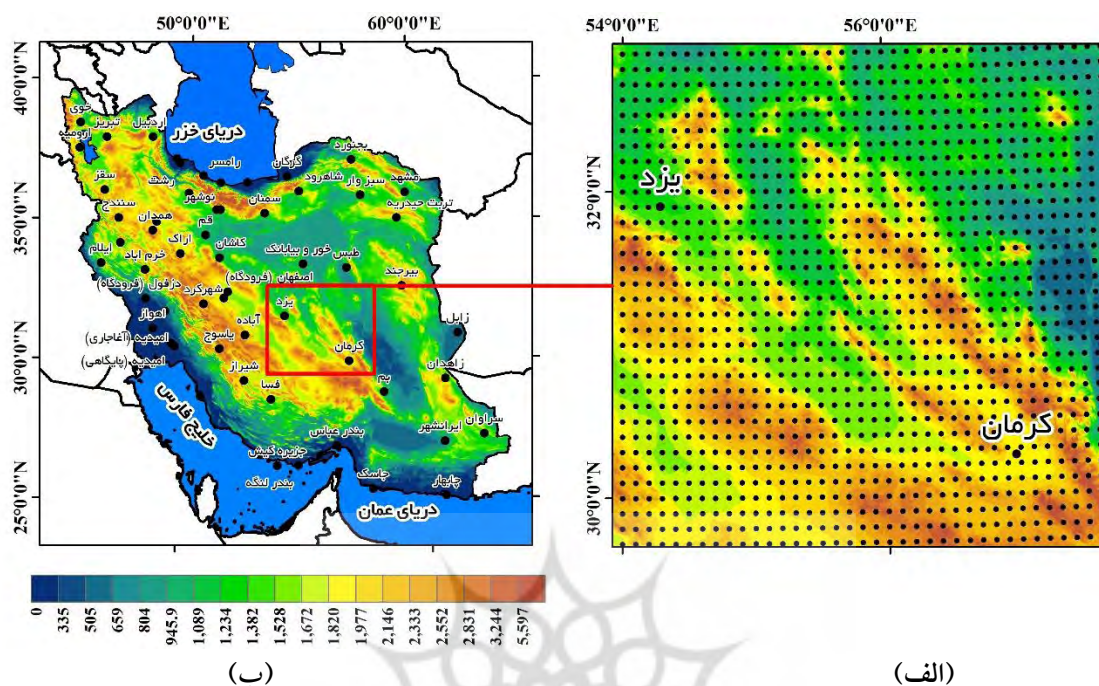 50°0'0"E
60°0'0"E
40°0'0"N
35°0'0"N
30°0'0"N
25°0'0"N
دریای خزر
خوی
ارومیه
تبریز
اردبیل
رامسر
گرگان
بجنورد
مشهد
سقز
رشت
نوشهر
سمنان
شاهرود
سبز وار
تربت حیدریه
سنندج
همدان
قم
ایلام
خرم آباد
اراک
کاشان
خور و بیابانک
طبس
بیرجند
دزفول (فرودگاه)
شهرکرد
اصفهان (فرودگاه)
یزد
زابل
اهواز
امیدیه (آغاجاری)
امیدیه (پایگاهی)
یاسوج
آباده
کرمان
شیراز
فسا
بم
زاهدان
سراوان
ایرانشهر
خلیج فارس
بندر عباس
جزیره کیش
بندر لنگه
جاسک
چابهار
دریای عمان
0
335
505
659
804
945.9
1,089
1,234
1,382
1,528
1,672
1,820
1,977
2,146
2,333
2,552
2,831
3,244
5,597
(ب)
54°0'0"E
56°0'0"E
32°0'0"N
30°0'0"N
یزد
کرمان
(الف)